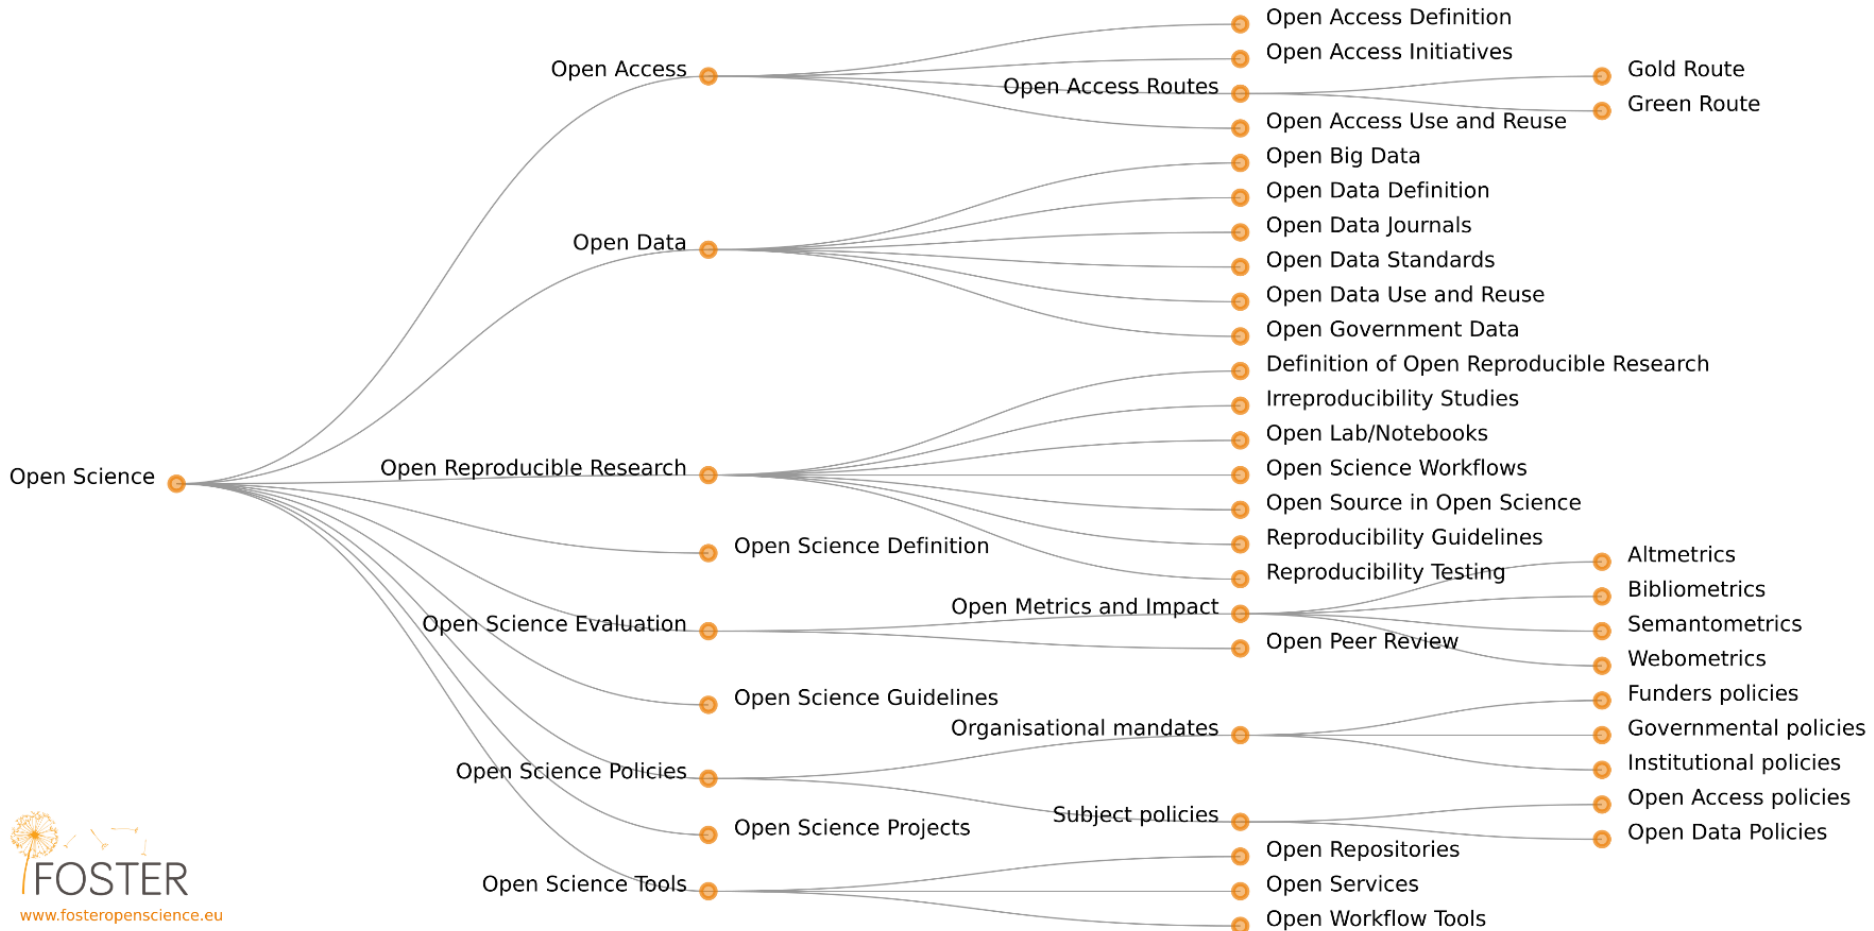 Open Science
Open Access
Open Access Definition
Open Access Initiatives
Open Access Routes
Gold Route
Green Route
Open Access Use and Reuse
Open Data
Open Big Data
Open Data Definition
Open Data Journals
Open Data Standards
Open Data Use and Reuse
Open Government Data
Open Reproducible Research
Definition of Open Reproducible Research
Irreproducibility Studies
Open Lab/Notebooks
Open Science Workflows
Open Source in Open Science
Reproducibility Guidelines
Reproducibility Testing
Open Science Definition
Open Science Evaluation
Open Metrics and Impact
Altmetrics
Bibliometrics
Semantometrics
Webometrics
Open Peer Review
Open Science Guidelines
Open Science Policies
Organisational mandates
Funders policies
Governmental policies
Institutional policies
Subject policies
Open Access policies
Open Data Policies
Open Science Projects
Open Science Tools
Open Repositories
Open Services
Open Workflow Tools
FOSTER
www.fosteropenscience.eu